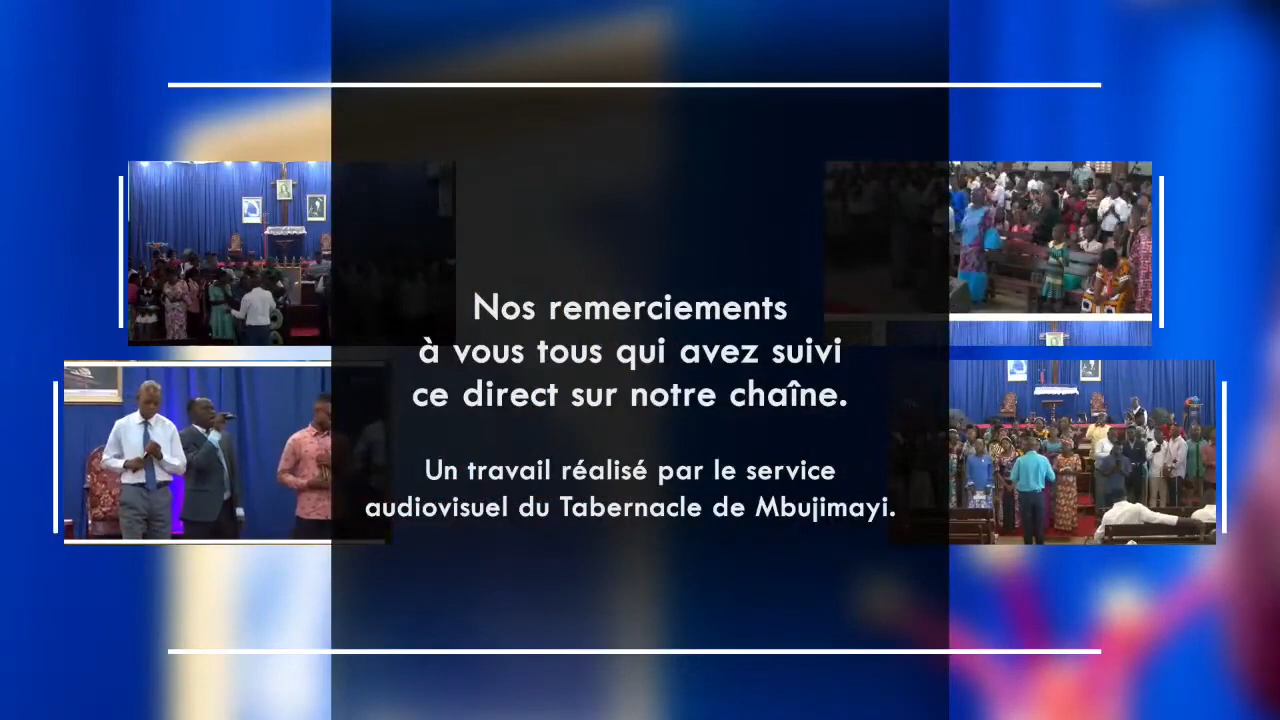 Nos remerciements
à vous tous qui avez suivi
ce direct sur notre chaîne.
Un travail réalisé par le service
audiovisuel du Tabernacle de Mbujimayi.